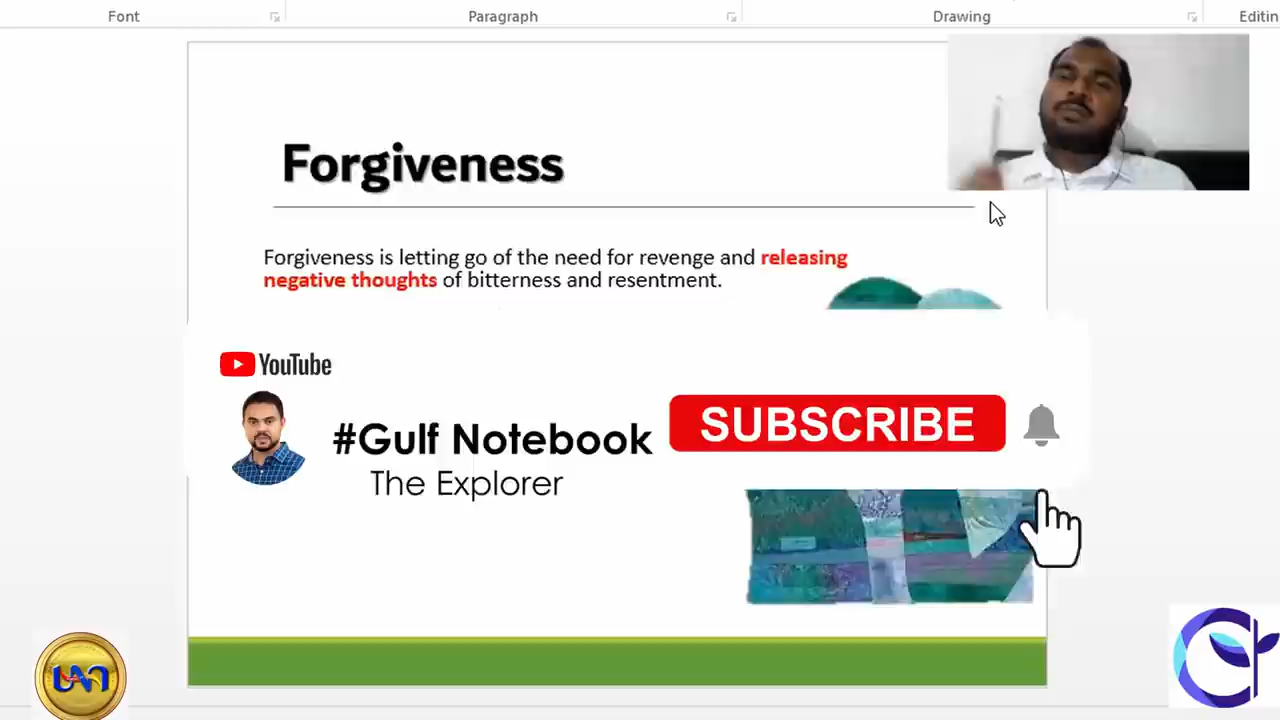 Font
Paragraph
Drawing
Editin
Forgiveness
Forgiveness is letting go of the need for revenge and releasing
negative thoughts of bitterness and resentment.
YouTube
#Gulf Notebook
The Explorer
SUBSCRIBE